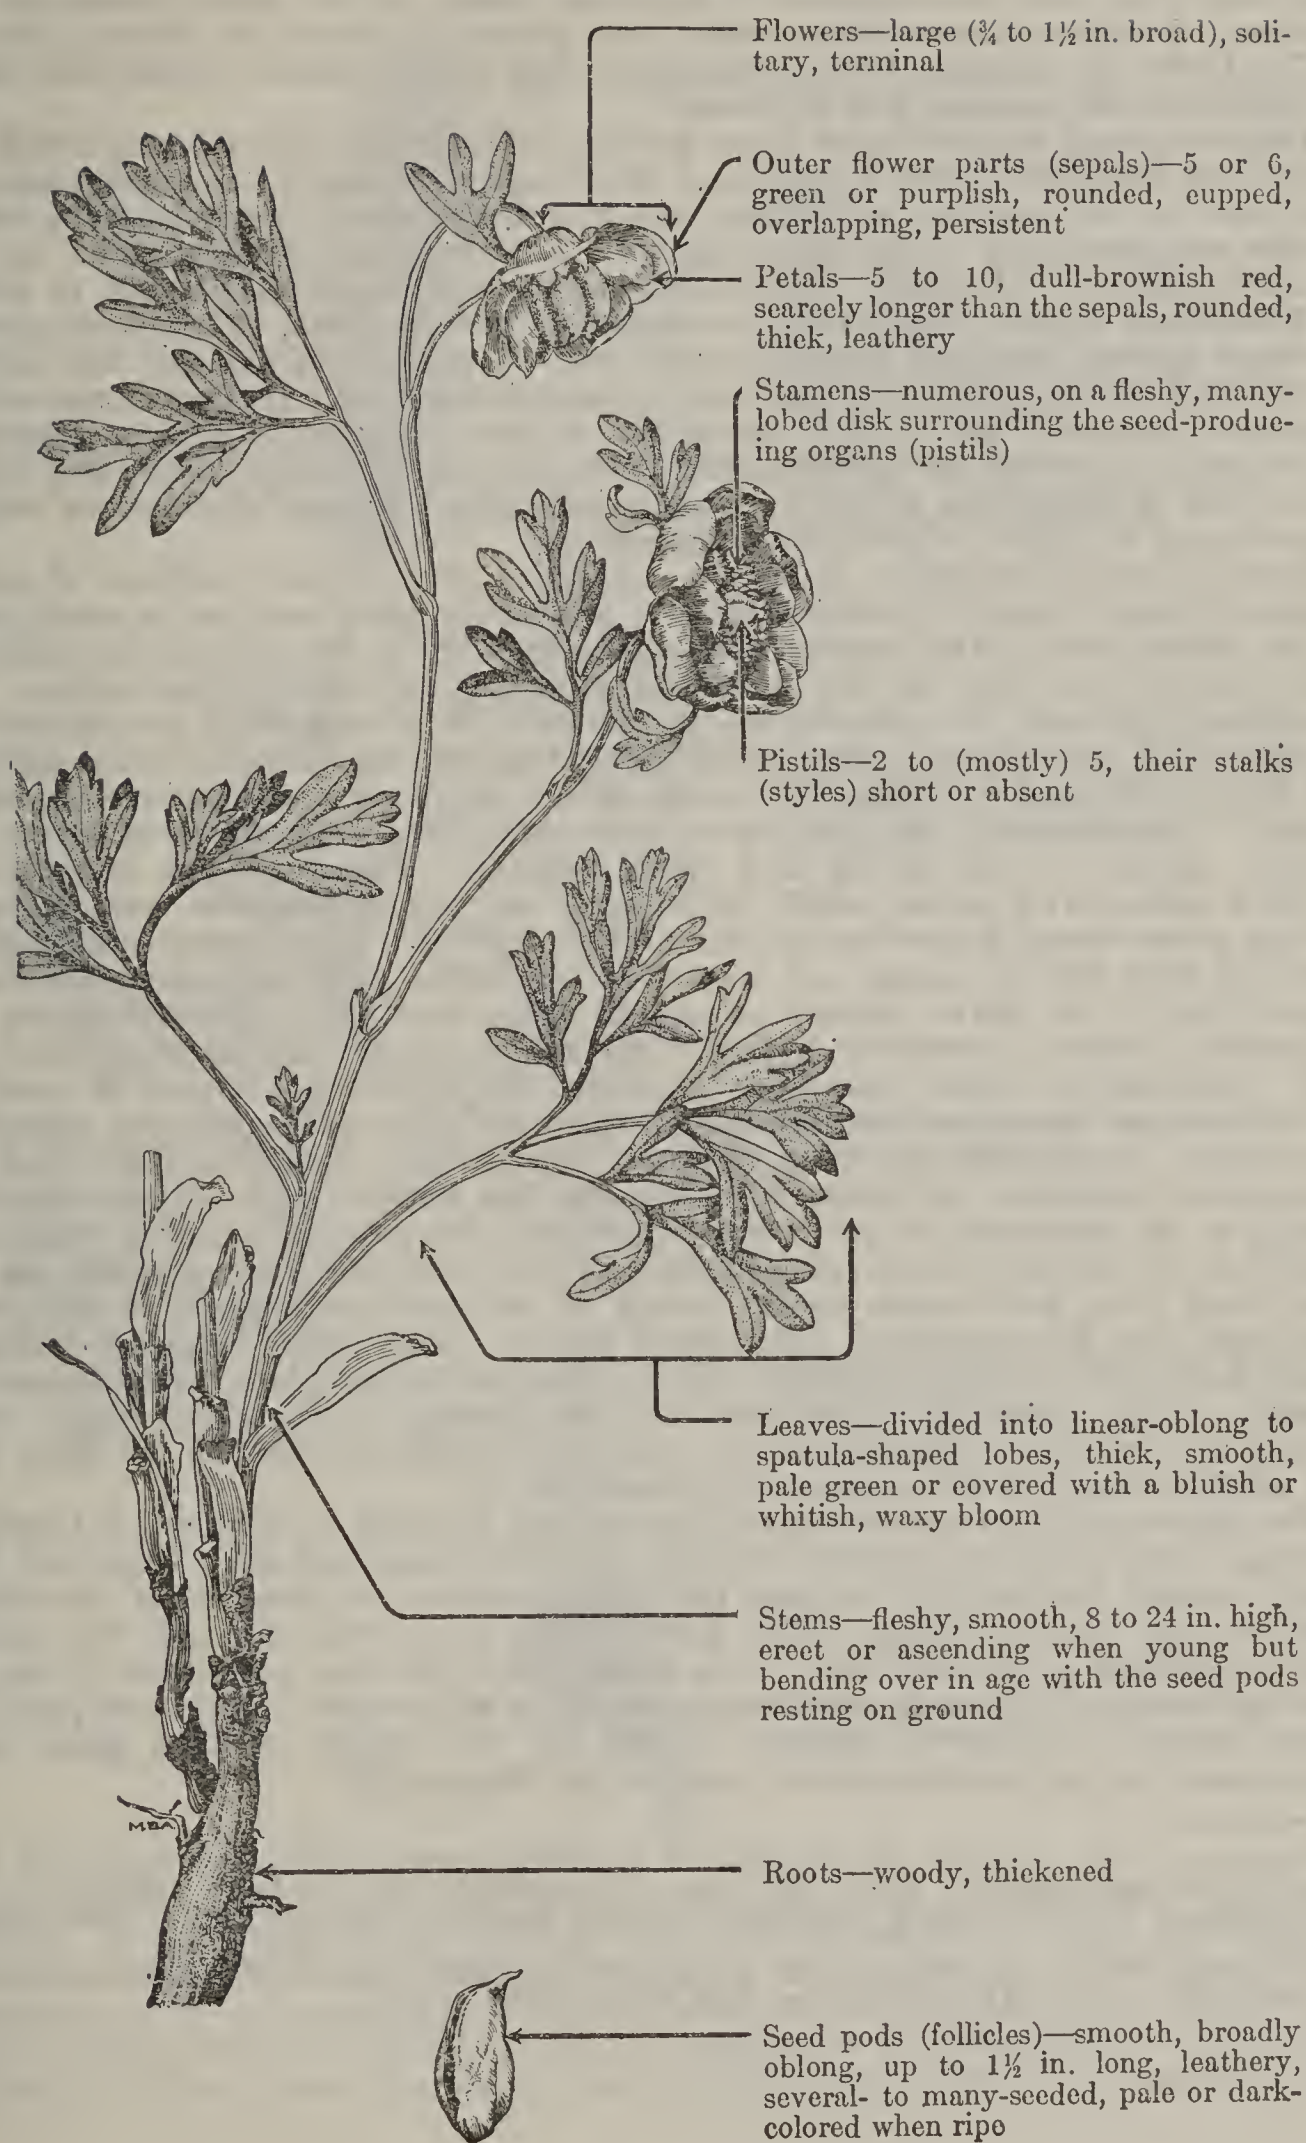 Flowers—large (¾ to 1½ in. broad), soli-
tary, terminal
Outer flower parts (sepals)—5 or 6,
green or purplish, rounded, cupped,
overlapping, persistent
Petals—5 to 10, dull-brownish red,
scarcely longer than the sepals, rounded,
thick, leathery
Stamens—numerous, on a fleshy, many-
lobed disk surrounding the seed-produc-
ing organs (pistils)
Pistils—2 to (mostly) 5, their stalks
(styles) short or absent
Leaves—divided into linear-oblong to
spatula-shaped lobes, thick, smooth,
pale green or covered with a bluish or
whitish, waxy bloom
Stems—fleshy, smooth, 8 to 24 in. high,
erect or ascending when young but
bending over in age with the seed pods
resting on ground
MBA
Roots—woody, thickened
Seed pods (follicles)—smooth, broadly
oblong, up to 1½ in. long, leathery,
several- to many-seeded, pale or dark-
colored when ripe